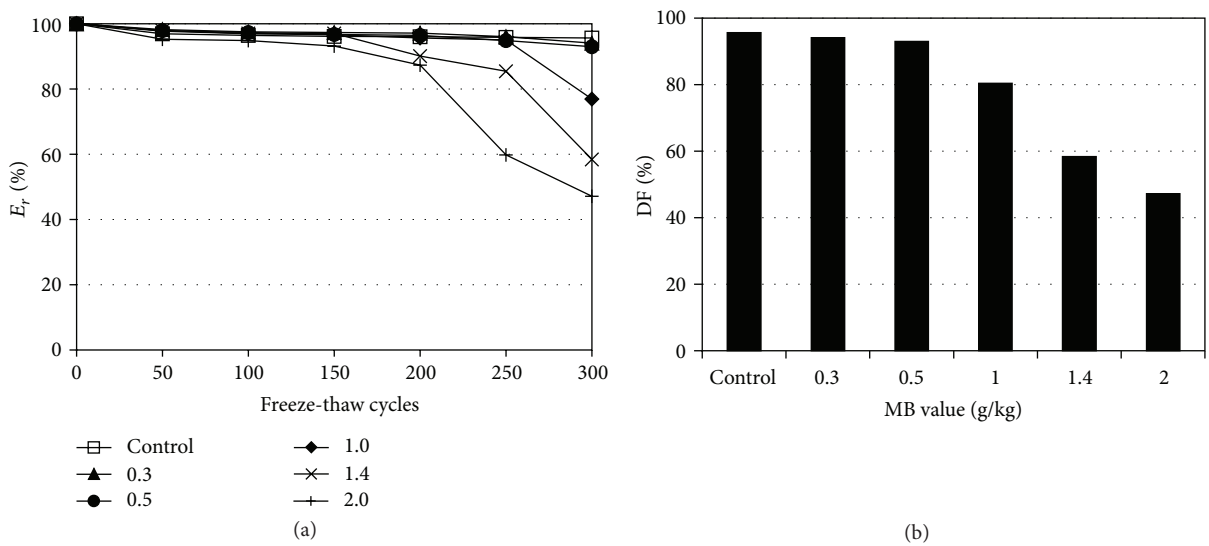 100
80
60
40
20
0
E_r (%)
0 50 100 150 200 250 300
Freeze-thaw cycles
Control
0.3
0.5
1.0
1.4
2.0
(a)
100
80
60
40
20
0
DF (%)
Control 0.3 0.5 1 1.4 2
MB value (g/kg)
(b)